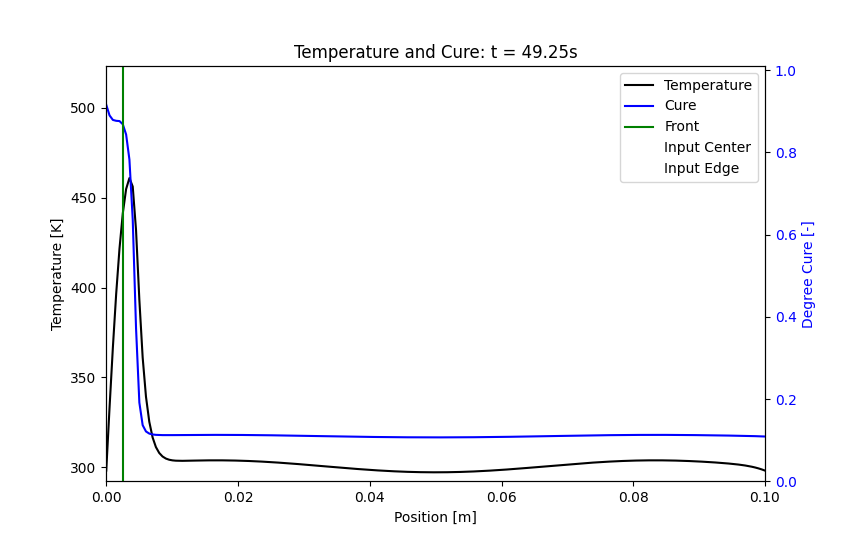 Temperature and Cure: t = 49.25s
Temperature
Cure
Front
Input Center
Input Edge
Temperature [K]
500
450
400
350
300
Degree Cure [-]
1.0
0.8
0.6
0.4
0.2
0.0
0.00 0.02 0.04 0.06 0.08 0.10
Position [m]